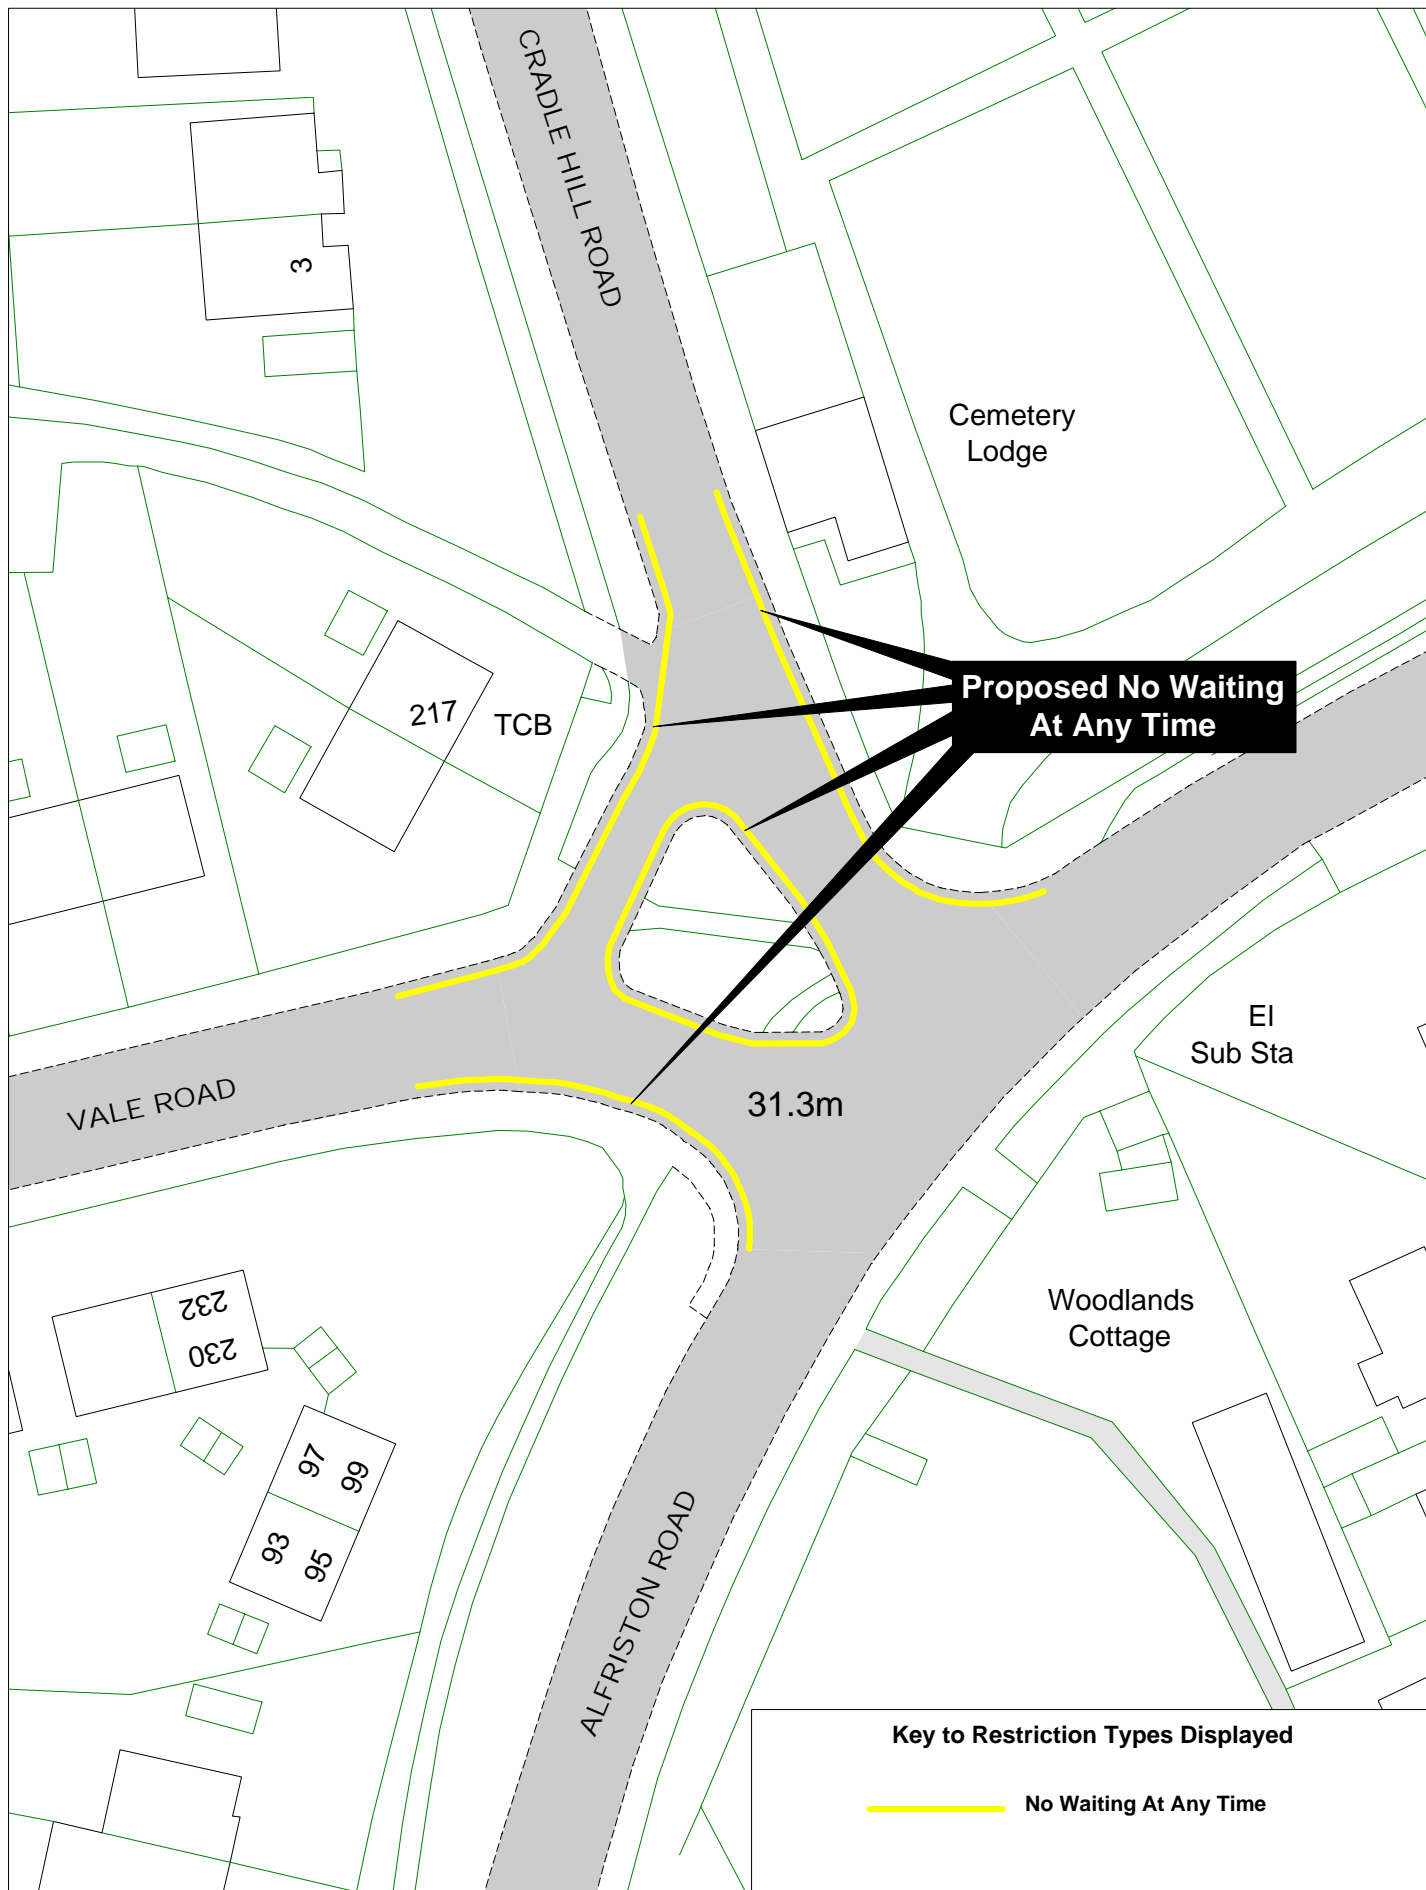 CRADLE HILL ROAD
3
Cemetery
Lodge
217
TCB
Proposed No Waiting
At Any Time
El
Sub Sta
VALE ROAD
31.3m
232
230
Woodlands
Cottage
97
99
93
95
ALFRISTON ROAD
Key to Restriction Types Displayed
No Waiting At Any Time